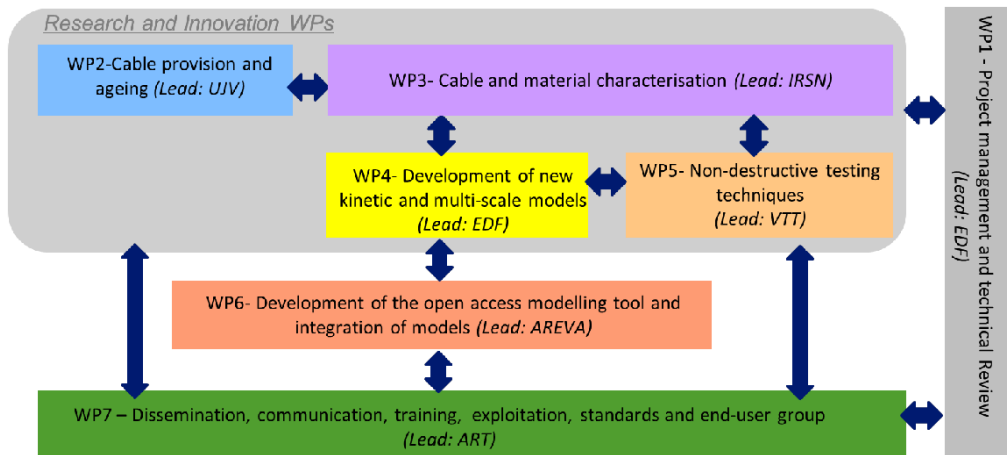 Research and Innovation WPs
WP2-Cable provision and
ageing (Lead: UJV)
WP3- Cable and material characterisation (Lead: IRSN)
WP4- Development of new
kinetic and multi-scale models
(Lead: EDF)
WP5- Non-destructive testing
techniques
(Lead: VTT)
WP6- Development of the open access modelling tool and
integration of models (Lead: AREVA)
WP7 – Dissemination, communication, training, exploitation, standards and end-user group
(Lead: ART)
WP1 - Project management and technical Review
(Lead: EDF)